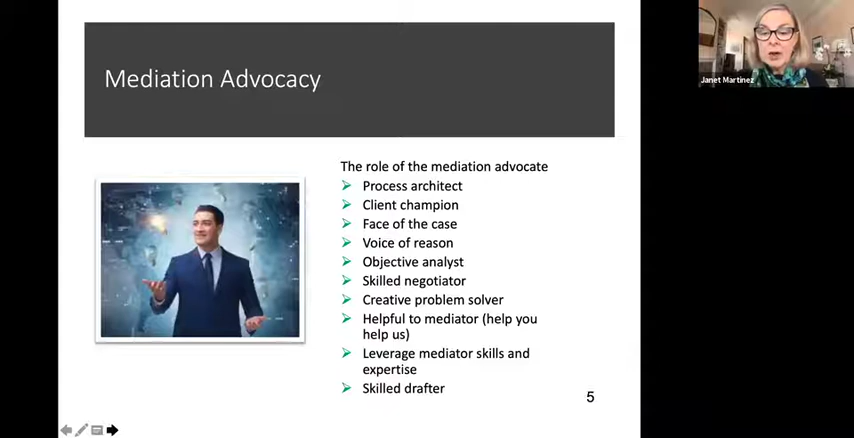 Mediation Advocacy
Janet Martinez
The role of the mediation advocate
Process architect
Client champion
Face of the case
Voice of reason
Objective analyst
Skilled negotiator
Creative problem solver
Helpful to mediator (help you
help us)
Leverage mediator skills and
expertise
Skilled drafter
5